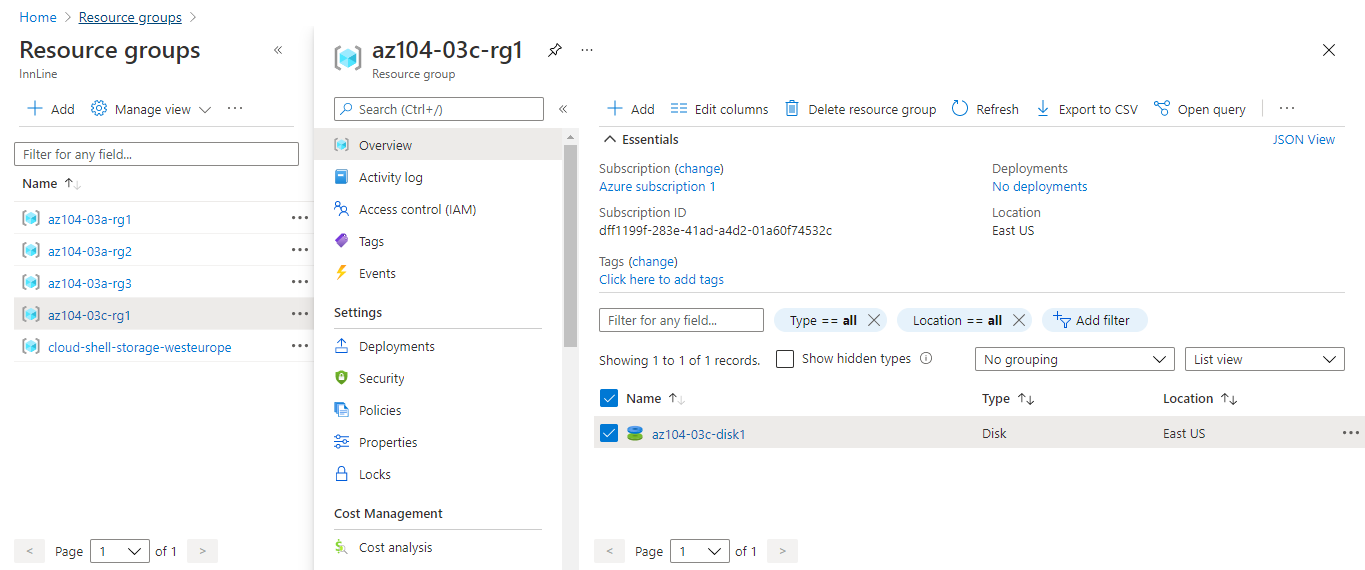 Home > Resource groups >
Resource groups
InnLine
«
+ Add Manage view ...
Filter for any field...
Name ↑↓
az104-03a-rg1 ...
az104-03a-rg2 ...
az104-03a-rg3 ...
az104-03c-rg1 ...
cloud-shell-storage-westeurope ...
< Page 1 of 1 >
az104-03c-rg1 ...
Resource group
Search (Ctrl+/)
«
Overview
Activity log
Access control (IAM)
Tags
Events
Settings
Deployments
Security
Policies
Properties
Locks
Cost Management
Cost analysis
+ Add Edit columns Delete resource group Refresh Export to CSV Open query ...
Essentials JSON View
Subscription (change) Deployments
Azure subscription 1 No deployments
Subscription ID Location
dff1199f-283e-41ad-a4d2-01a60f74532c East US
Tags (change)
Click here to add tags
Filter for any field... Type == all Location == all Add filter
Showing 1 to 1 of 1 records. Show hidden types No grouping List view
Name ↑↓ Type ↑↓ Location ↑↓
az104-03c-disk1 Disk East US ...
< Page 1 of 1 >